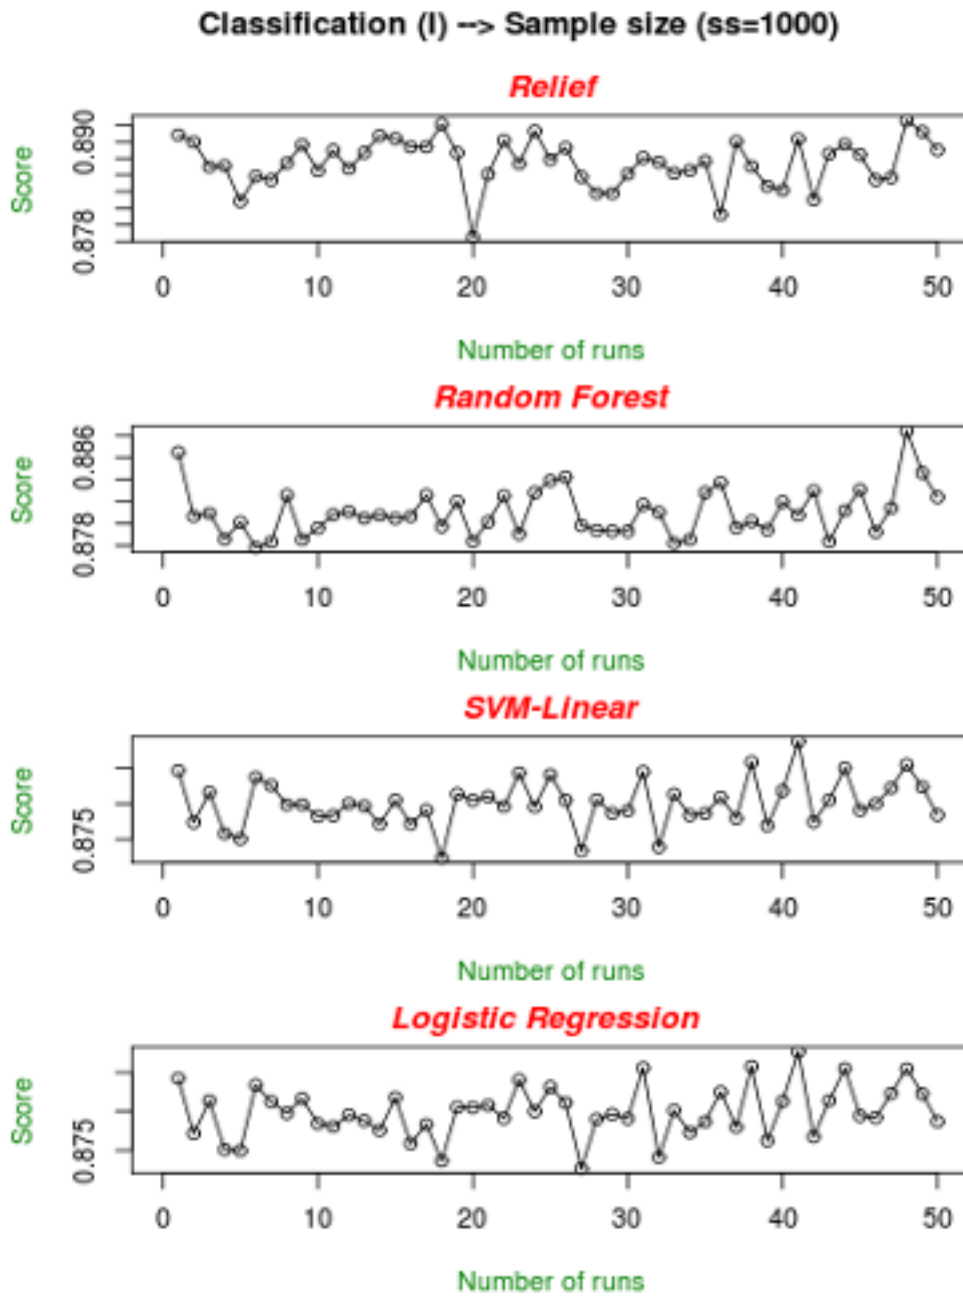 Classification (I) --> Sample size (ss=1000)
Relief
Score
0.890
0.878
0 10 20 30 40 50
Number of runs
Random Forest
Score
0.886
0.878
0 10 20 30 40 50
Number of runs
SVM-Linear
Score
0.875
0 10 20 30 40 50
Number of runs
Logistic Regression
Score
0.875
0 10 20 30 40 50
Number of runs